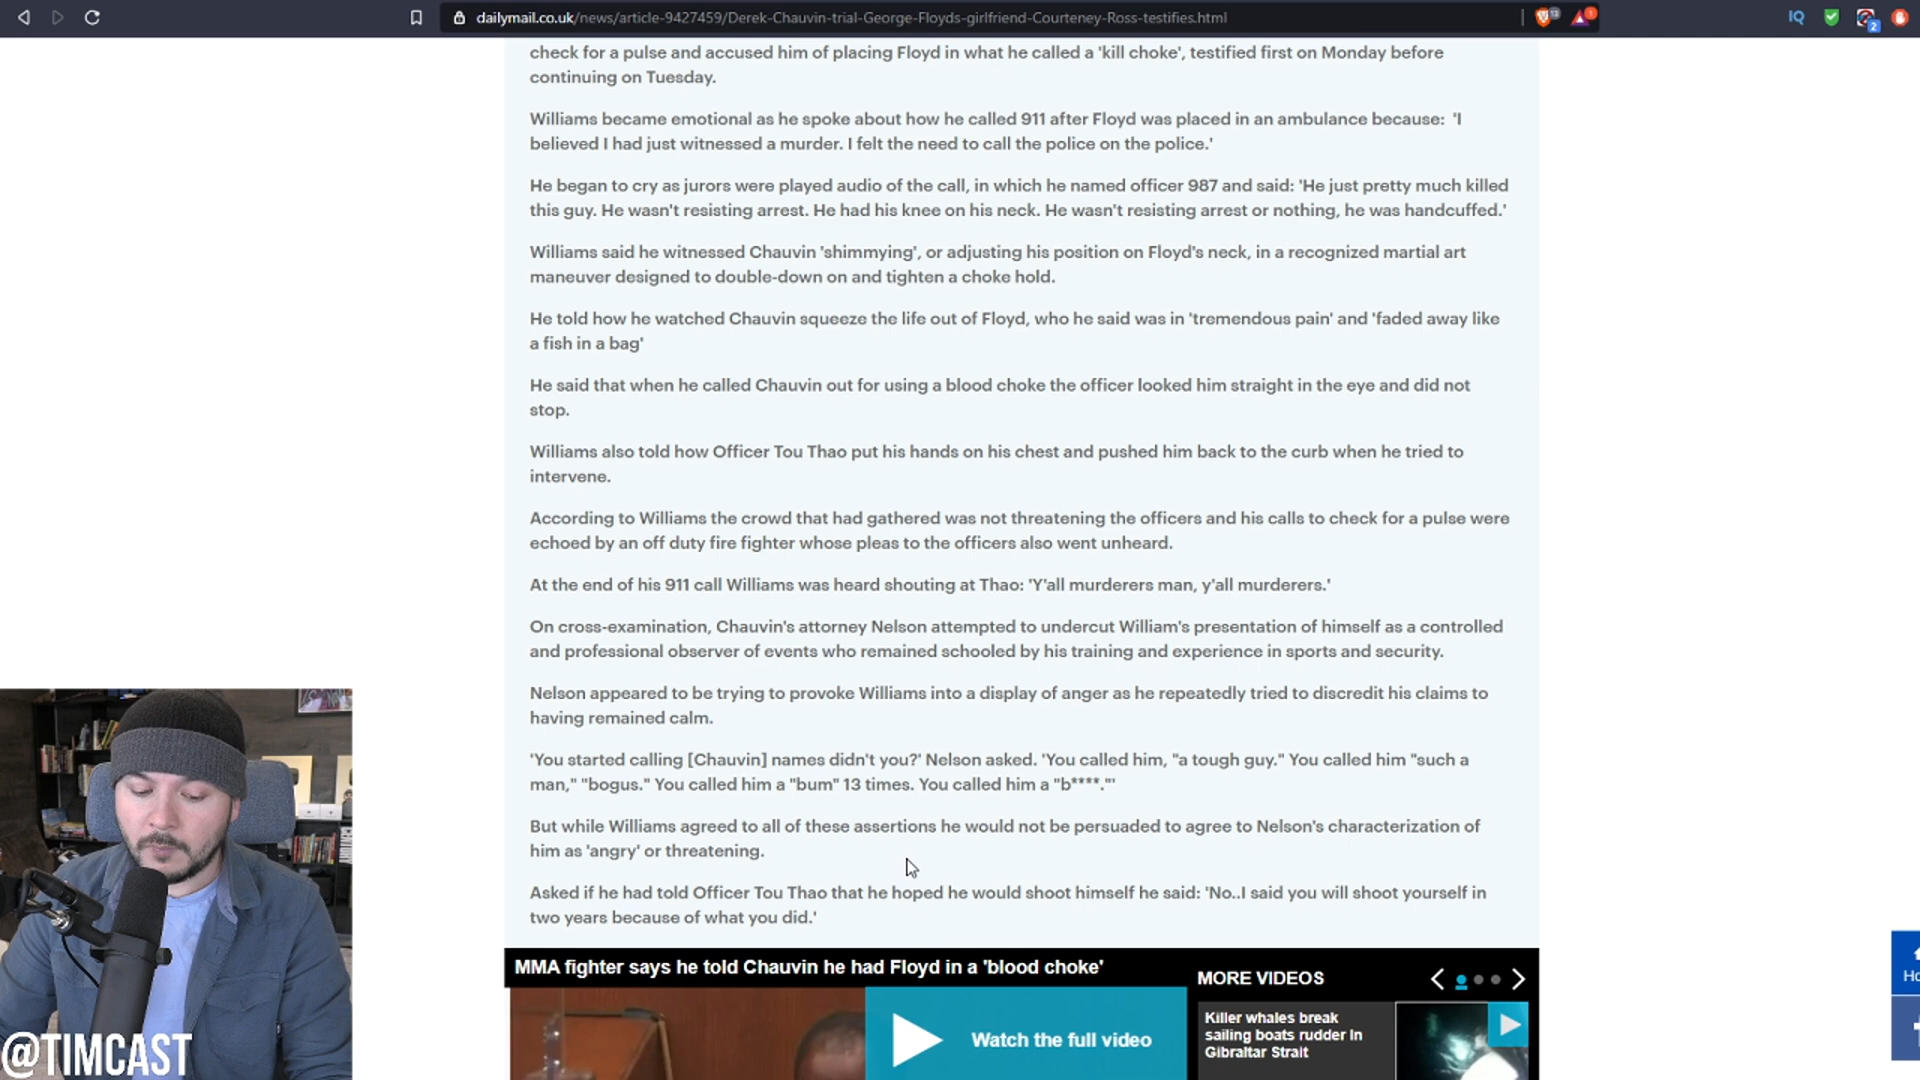 dailymail.co.uk/news/article-9427459/Derek-Chauvin-trial-George-Floyds-girlfriend-Courteney-Ross-testifies.html
IQ
2
check for a pulse and accused him of placing Floyd in what he called a 'kill choke', testified first on Monday before
continuing on Tuesday.
Williams became emotional as he spoke about how he called 911 after Floyd was placed in an ambulance because:  'I
believed I had just witnessed a murder. I felt the need to call the police on the police.'
He began to cry as jurors were played audio of the call, in which he named officer 987 and said: 'He just pretty much killed
this guy. He wasn't resisting arrest. He had his knee on his neck. He wasn't resisting arrest or nothing, he was handcuffed.'
Williams said he witnessed Chauvin 'shimmying', or adjusting his position on Floyd's neck, in a recognized martial art
maneuver designed to double-down on and tighten a choke hold.
He told how he watched Chauvin squeeze the life out of Floyd, who he said was in 'tremendous pain' and 'faded away like
a fish in a bag'
He said that when he called Chauvin out for using a blood choke the officer looked him straight in the eye and did not
stop.
Williams also told how Officer Tou Thao put his hands on his chest and pushed him back to the curb when he tried to
intervene.
According to Williams the crowd that had gathered was not threatening the officers and his calls to check for a pulse were
echoed by an off duty fire fighter whose pleas to the officers also went unheard.
At the end of his 911 call Williams was heard shouting at Thao: 'Y'all murderers man, y'all murderers.'
On cross-examination, Chauvin's attorney Nelson attempted to undercut William's presentation of himself as a controlled
and professional observer of events who remained schooled by his training and experience in sports and security.
Nelson appeared to be trying to provoke Williams into a display of anger as he repeatedly tried to discredit his claims to
having remained calm.
'You started calling [Chauvin] names didn't you?' Nelson asked. 'You called him, "a tough guy." You called him "such a
man," "bogus." You called him a "bum" 13 times. You called him a "b****."'
But while Williams agreed to all of these assertions he would not be persuaded to agree to Nelson's characterization of
him as 'angry' or threatening.
Asked if he had told Officer Tou Thao that he hoped he would shoot himself he said: 'No..I said you will shoot yourself in
two years because of what you did.'
MMA fighter says he told Chauvin he had Floyd in a 'blood choke'
Watch the full video
MORE VIDEOS
Killer whales break
sailing boats rudder In
Gibraltar Strait
Ho
@TIMCAST